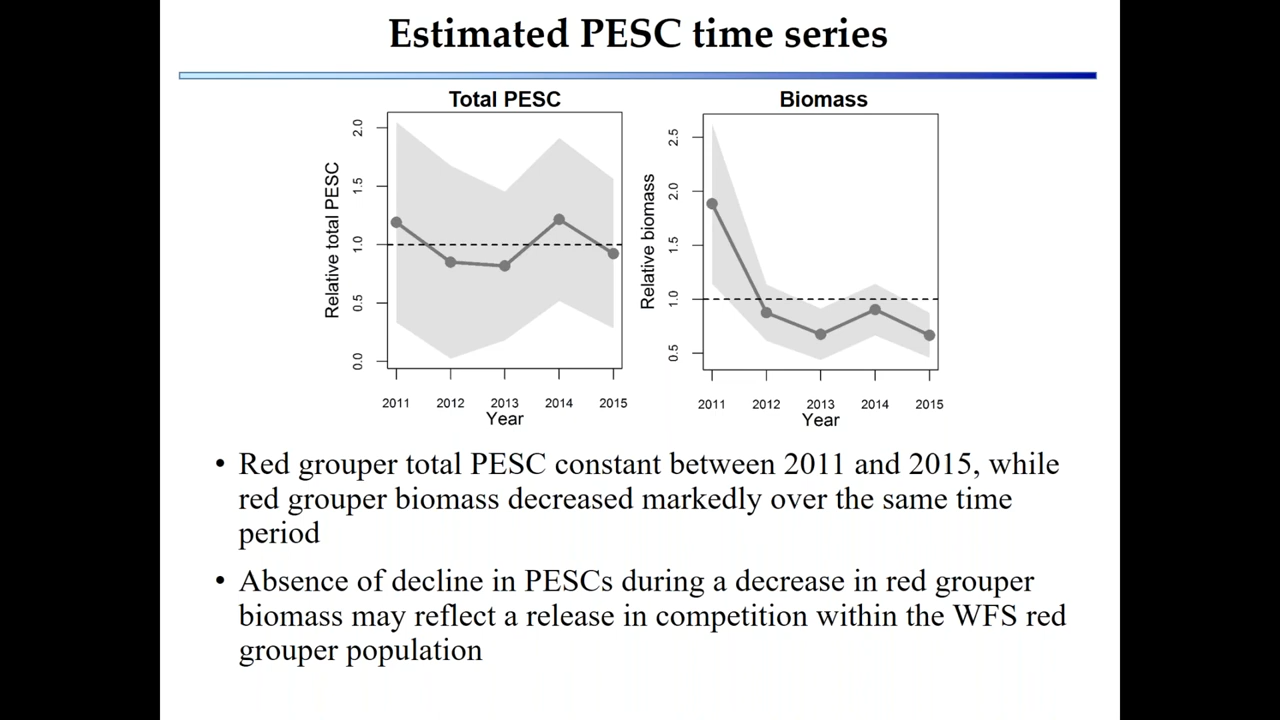 Estimated PESC time series
Total PESC
Relative total PESC
2.0
1.5
1.0
0.5
0.0
2011 2012 2013 2014 2015
Year
Biomass
Relative biomass
2.5
2.0
1.5
1.0
0.5
2011 2012 2013 2014 2015
Year
• Red grouper total PESC constant between 2011 and 2015, while
red grouper biomass decreased markedly over the same time
period
• Absence of decline in PESCs during a decrease in red grouper
biomass may reflect a release in competition within the WFS red
grouper population